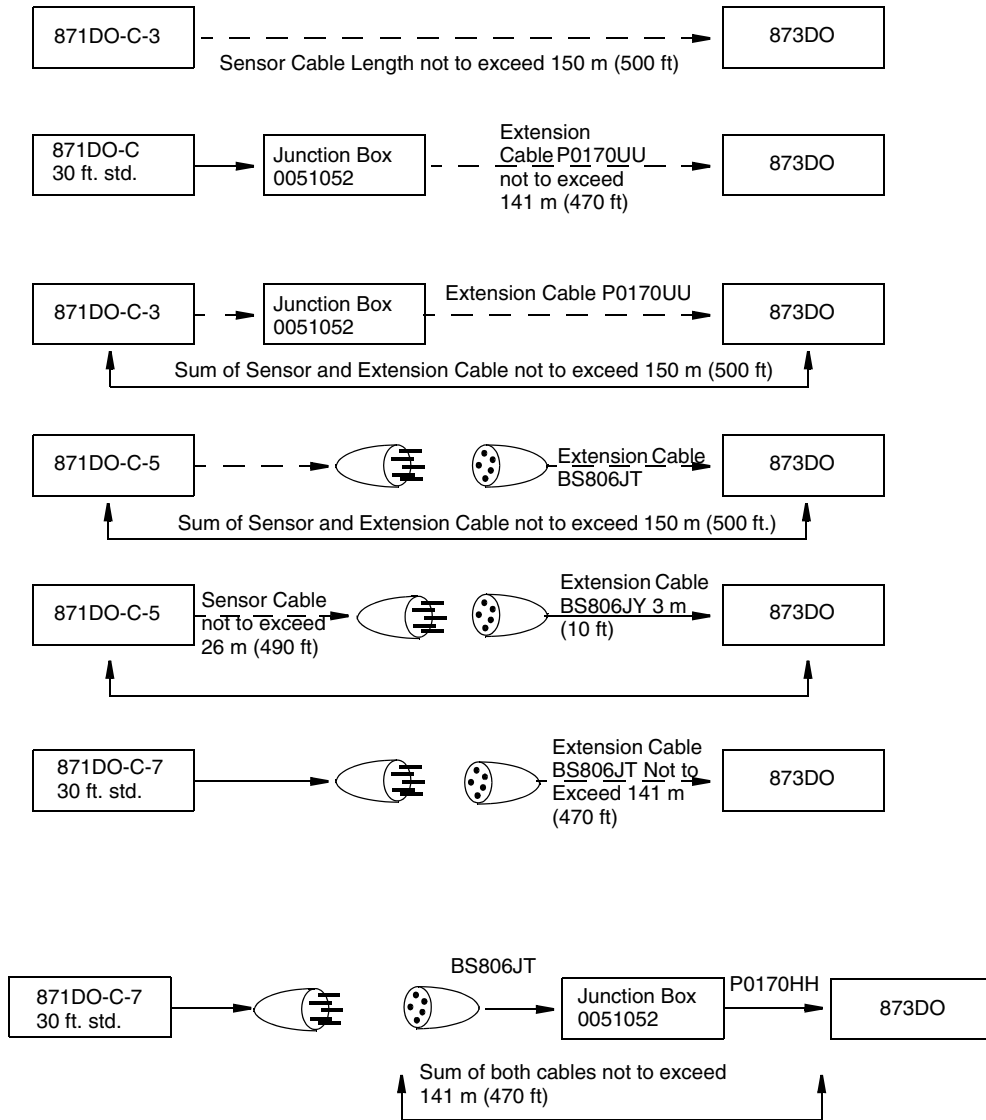 871DO-C-3
873DO
Sensor Cable Length not to exceed 150 m (500 ft)
871DO-C
30 ft. std.
Junction Box
0051052
Extension
Cable P0170UU
not to exceed
141 m (470 ft)
873DO
871DO-C-3
Junction Box
0051052
Extension Cable P0170UU
873DO
Sum of Sensor and Extension Cable not to exceed 150 m (500 ft)
871DO-C-5
Extension Cable
BS806JT
873DO
Sum of Sensor and Extension Cable not to exceed 150 m (500 ft.)
871DO-C-5
Sensor Cable
not to exceed
26 m (490 ft)
Extension Cable
BS806JY 3 m
(10 ft)
873DO
871DO-C-7
30 ft. std.
Extension Cable
BS806JT Not to
Exceed 141 m
(470 ft)
873DO
871DO-C-7
30 ft. std.
BS806JT
Junction Box
0051052
P0170HH
873DO
Sum of both cables not to exceed
141 m (470 ft)